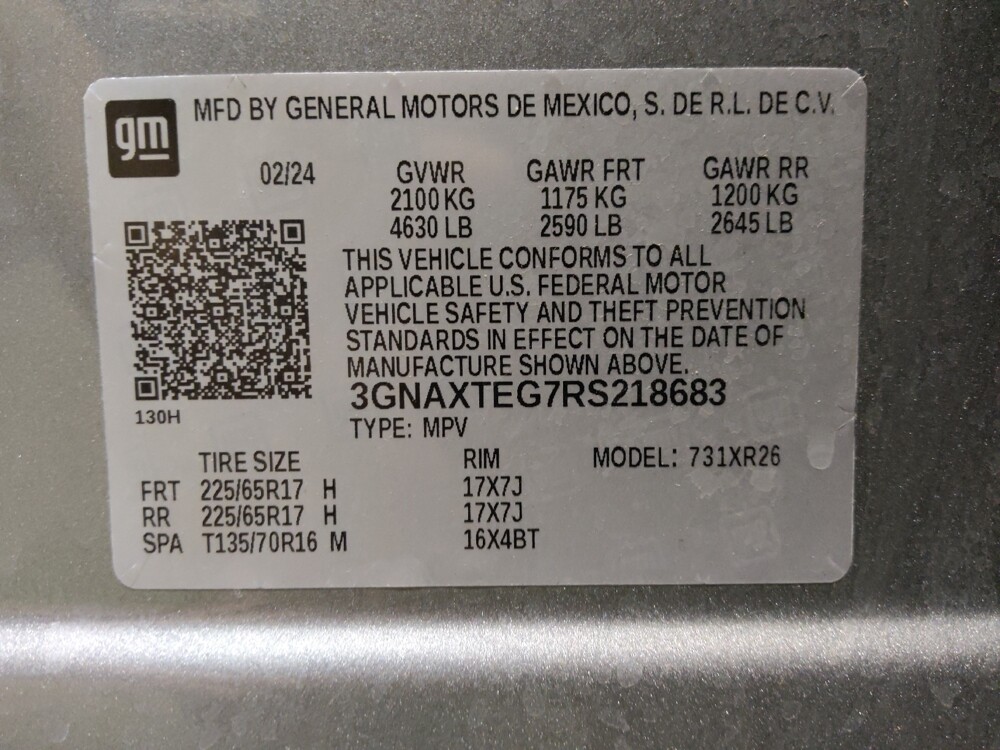 gm
MFD BY GENERAL MOTORS DE MEXICO, S. DE R.L. DE C.V.
02/24 GVWR GAWR FRT GAWR RR
2100 KG 1175 KG 1200 KG
4630 LB 2590 LB 2645 LB
THIS VEHICLE CONFORMS TO ALL
APPLICABLE U.S. FEDERAL MOTOR
VEHICLE SAFETY AND THEFT PREVENTION
STANDARDS IN EFFECT ON THE DATE OF
MANUFACTURE SHOWN ABOVE.
3GNAXTEG7RS218683
130H
TYPE: MPV
TIRE SIZE RIM MODEL: 731XR26
FRT 225/65R17 H 17X7J
RR 225/65R17 H 17X7J
SPA T135/70R16 M 16X4BT